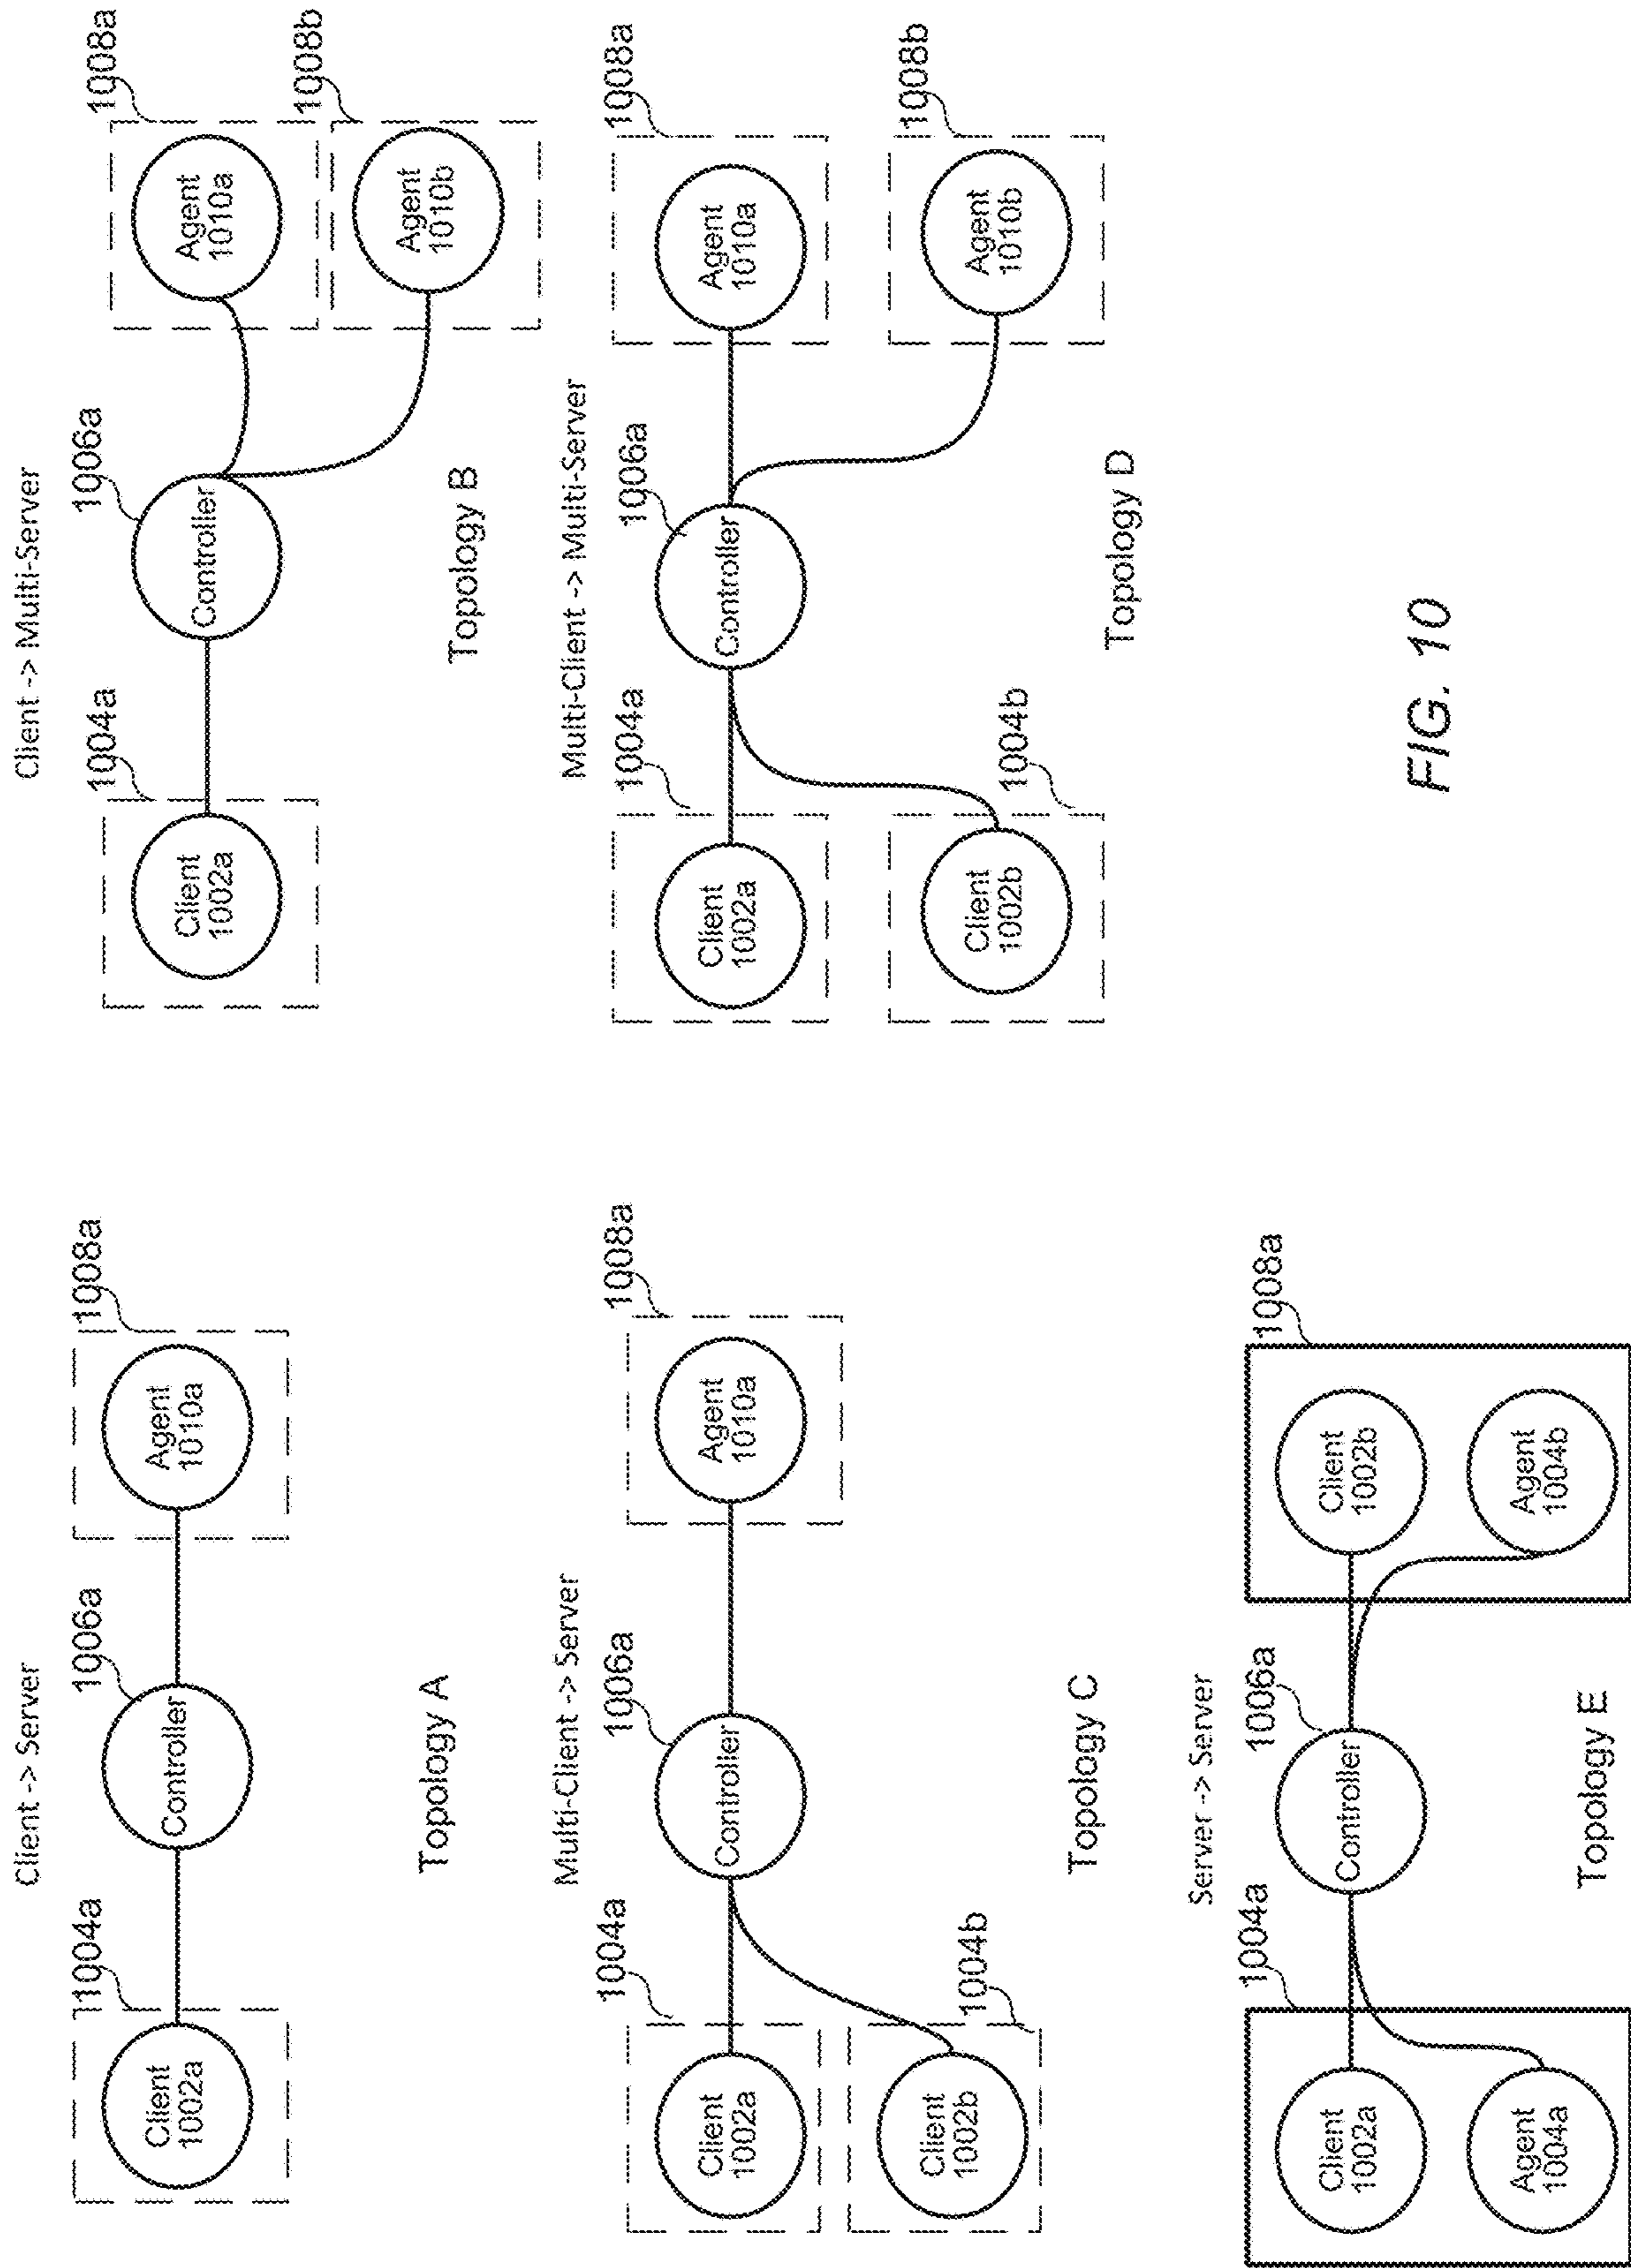 Client -> Server
1004a
1006a
1008a
Client
1002a
Controller
Agent
1010a
Topology A
Client -> Multi-Server
1004a
1006a
1008a
Client
1002a
Controller
Agent
1010a
1008b
Agent
1010b
Topology B
Multi-Client -> Server
1004a
1006a
1008a
Client
1002a
Controller
Agent
1010a
1004b
Client
1002b
Topology C
Multi-Client -> Multi-Server
1004a
1006a
1008a
Client
1002a
Controller
Agent
1010a
1004b
1008b
Client
1002b
Agent
1010b
Topology D
Server -> Server
1004a
1006a
1008a
Client
1002a
Controller
Client
1002b
Agent
1004a
Agent
1004b
Topology E
FIG. 10